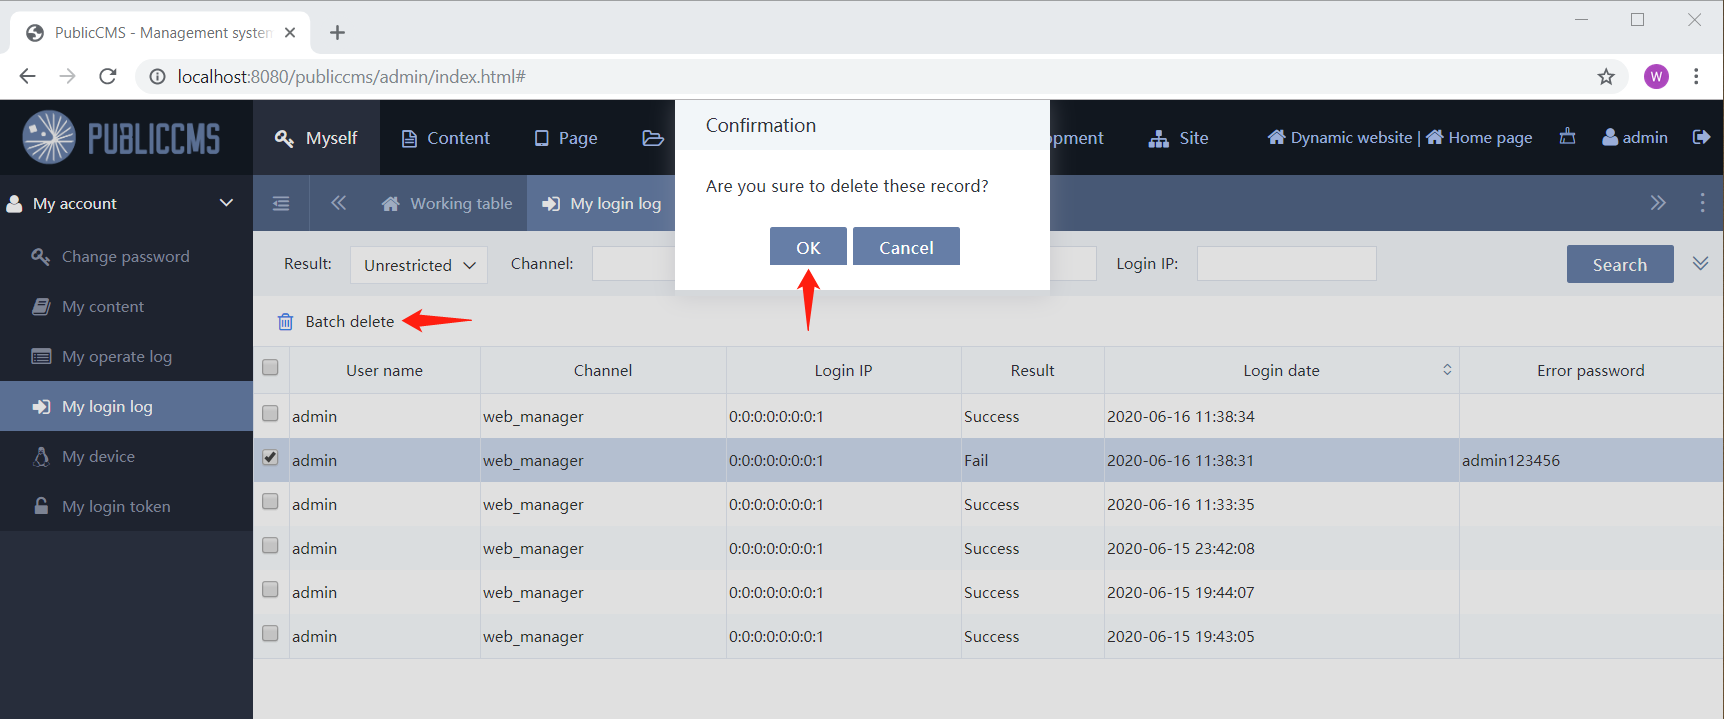 PublicCMS - Management system
localhost:8080/publiccms/admin/index.html#
W
PUBLICCMS
Myself
Content
Page
opment
Site
Dynamic website | Home page
admin
Confirmation
Are you sure to delete these record?
OK
Cancel
My account
Change password
My content
My operate log
My login log
My device
My login token
Working table
My login log
Result:
Unrestricted
Channel:
Login IP:
Search
Batch delete
User name Channel Login IP Result Login date Error password
admin web_manager 0:0:0:0:0:0:0:1 Success 2020-06-16 11:38:34
admin web_manager 0:0:0:0:0:0:0:1 Fail 2020-06-16 11:38:31 admin123456
admin web_manager 0:0:0:0:0:0:0:1 Success 2020-06-16 11:33:35
admin web_manager 0:0:0:0:0:0:0:1 Success 2020-06-15 23:42:08
admin web_manager 0:0:0:0:0:0:0:1 Success 2020-06-15 19:44:07
admin web_manager 0:0:0:0:0:0:0:1 Success 2020-06-15 19:43:05